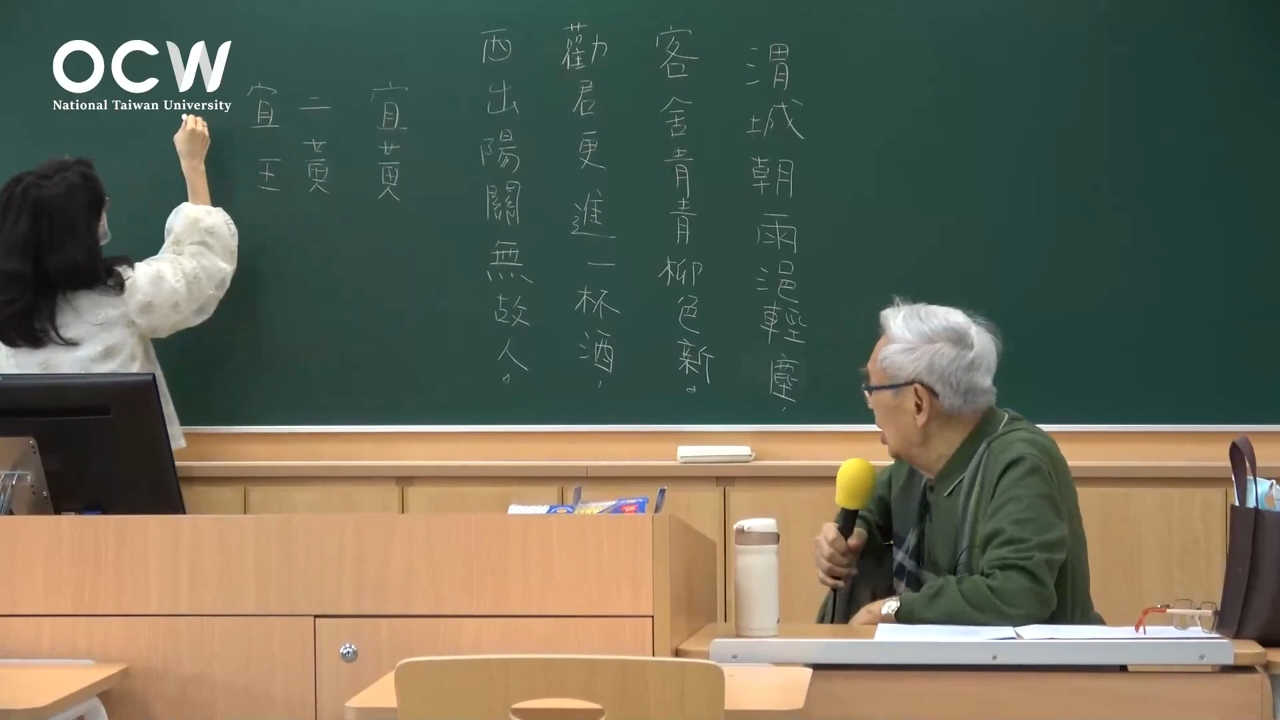 OCW
National Taiwan University
渭城朝雨浥輕塵，
客舍青青柳色新。
勸君更進一杯酒，
西出陽關無故人。
宜黃
二黃
宜王